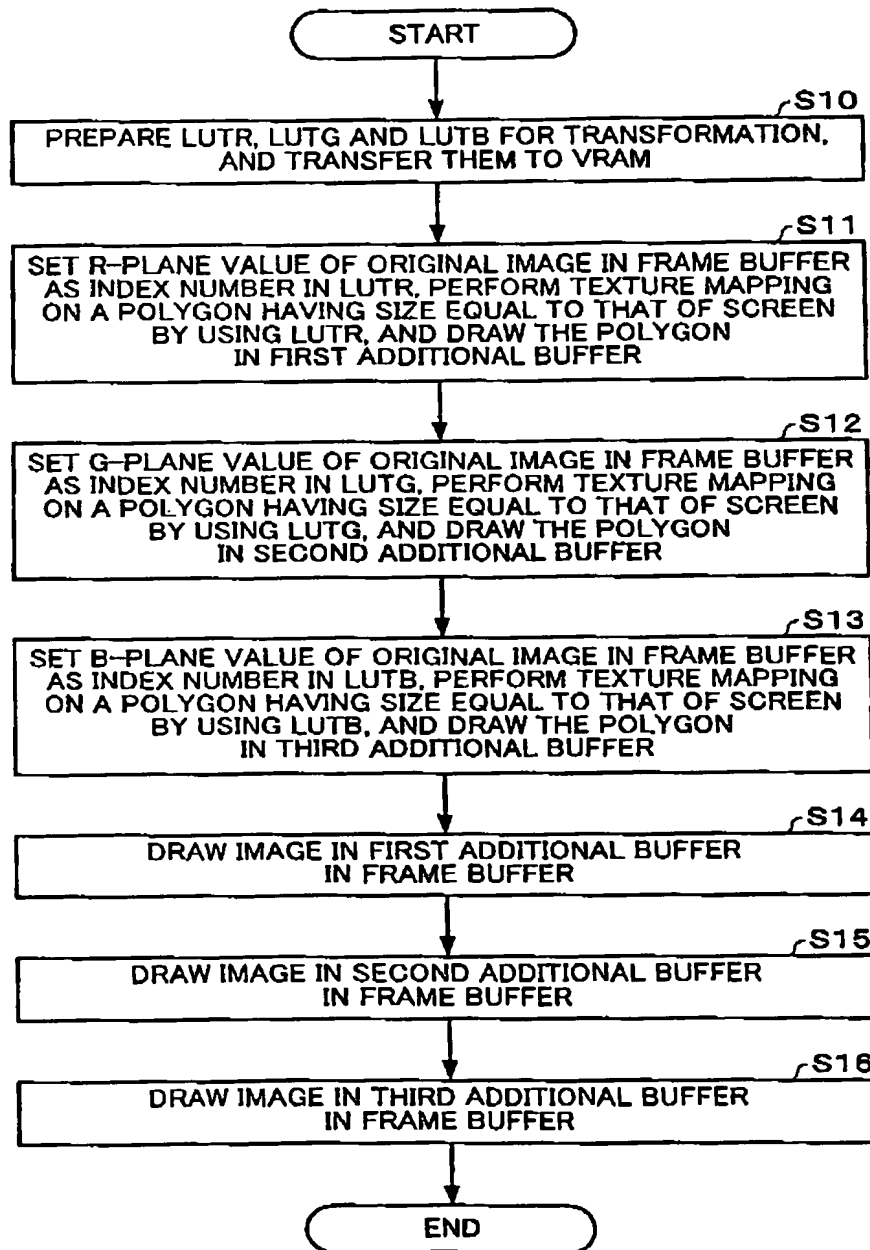 START
S10
PREPARE LUTR, LUTG AND LUTB FOR TRANSFORMATION,
AND TRANSFER THEM TO VRAM
S11
SET R-PLANE VALUE OF ORIGINAL IMAGE IN FRAME BUFFER
AS INDEX NUMBER IN LUTR, PERFORM TEXTURE MAPPING
ON A POLYGON HAVING SIZE EQUAL TO THAT OF SCREEN
BY USING LUTR, AND DRAW THE POLYGON
IN FIRST ADDITIONAL BUFFER
S12
SET G-PLANE VALUE OF ORIGINAL IMAGE IN FRAME BUFFER
AS INDEX NUMBER IN LUTG, PERFORM TEXTURE MAPPING
ON A POLYGON HAVING SIZE EQUAL TO THAT OF SCREEN
BY USING LUTG, AND DRAW THE POLYGON
IN SECOND ADDITIONAL BUFFER
S13
SET B-PLANE VALUE OF ORIGINAL IMAGE IN FRAME BUFFER
AS INDEX NUMBER IN LUTB, PERFORM TEXTURE MAPPING
ON A POLYGON HAVING SIZE EQUAL TO THAT OF SCREEN
BY USING LUTB, AND DRAW THE POLYGON
IN THIRD ADDITIONAL BUFFER
S14
DRAW IMAGE IN FIRST ADDITIONAL BUFFER
IN FRAME BUFFER
S15
DRAW IMAGE IN SECOND ADDITIONAL BUFFER
IN FRAME BUFFER
S16
DRAW IMAGE IN THIRD ADDITIONAL BUFFER
IN FRAME BUFFER
END